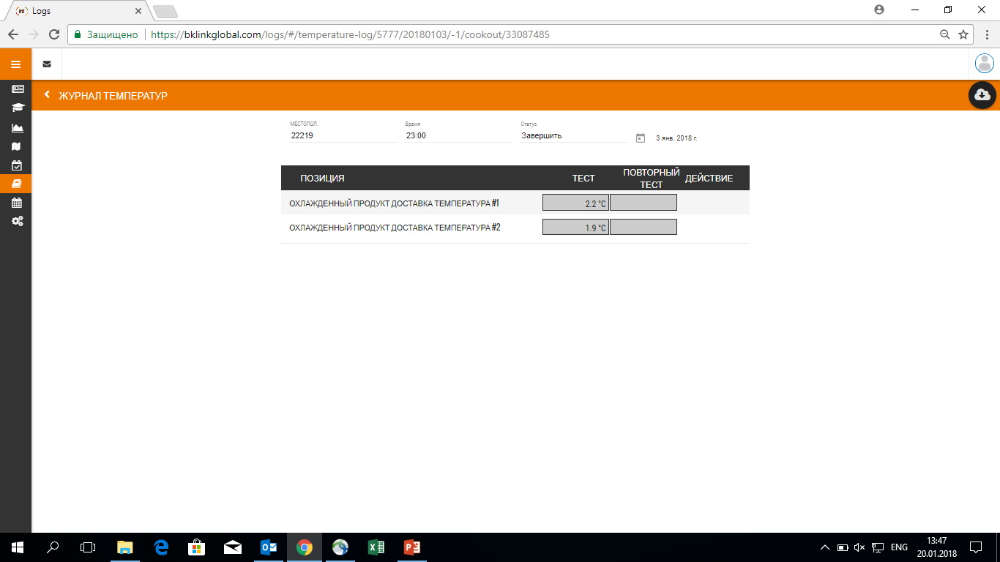 Logs
Защищено
https://bklinkglobal.com/logs/#/temperature-log/5777/20180103/-1/cookout/33087485
ЖУРНАЛ ТЕМПЕРАТУР
МЕСТОПОЛ. Время Статус
22219 23:00 Завершить 3 янв. 2018 г.
ПОЗИЦИЯ ТЕСТ ПОВТОРНЫЙ ТЕСТ ДЕЙСТВИЕ
ОХЛАЖДЕННЫЙ ПРОДУКТ ДОСТАВКА ТЕМПЕРАТУРА #1 2.2 °C
ОХЛАЖДЕННЫЙ ПРОДУКТ ДОСТАВКА ТЕМПЕРАТУРА #2 1.9 °C
ENG
13:47
20.01.2018